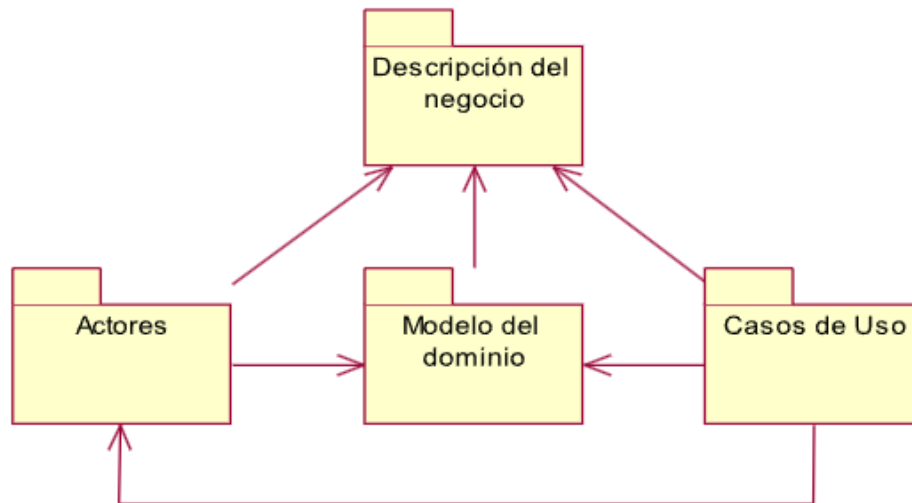 Descripción del
negocio
Actores
Modelo del
dominio
Casos de Uso